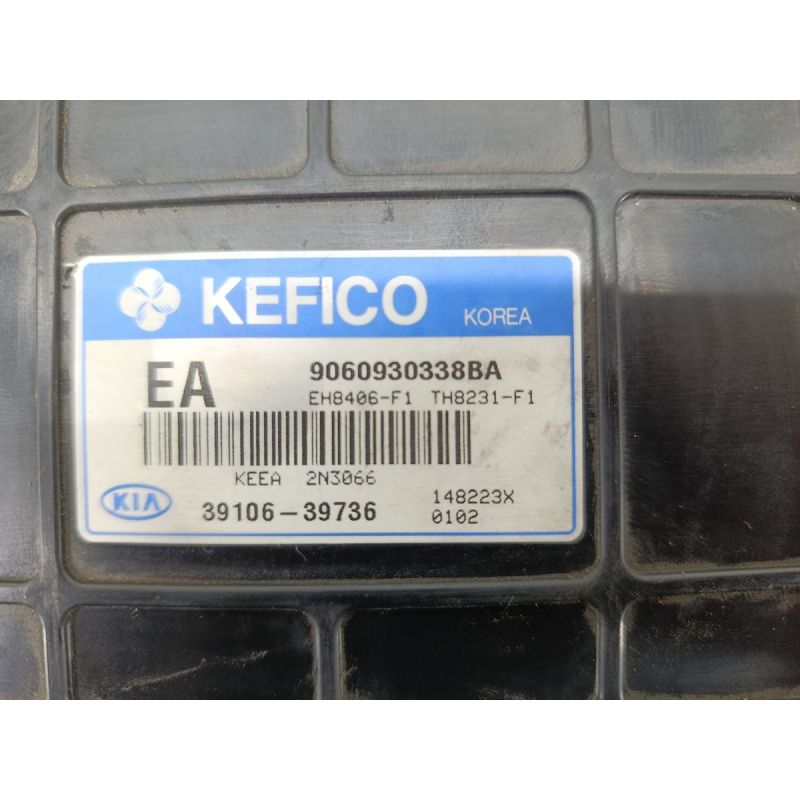 KEFICO KOREA
EA 9060930338BA
EH8406-F1 TH8231-F1
KEEA 2N3066
KIA 39106-39736 148223X
0102